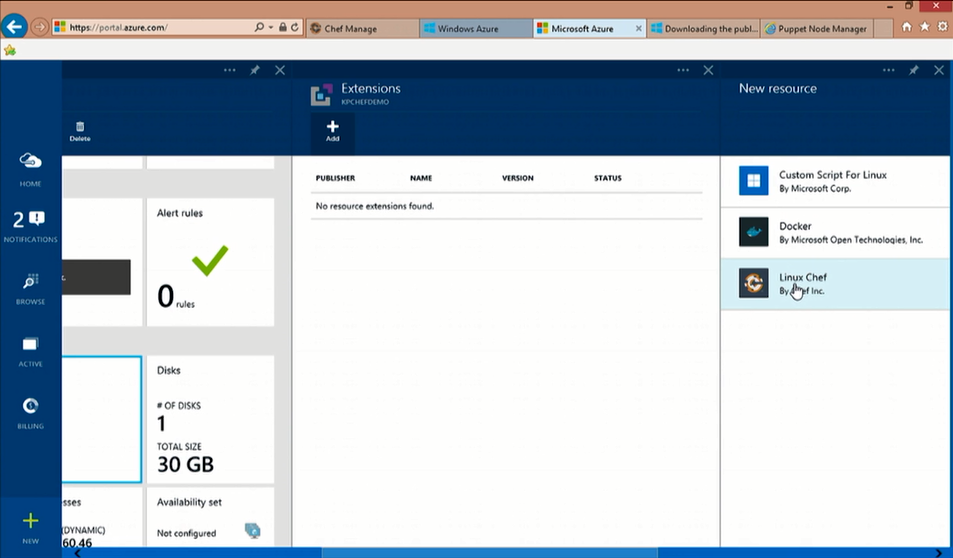 https://portal.azure.com/
Chef Manage
Windows Azure
Microsoft Azure
Downloading the publ...
Puppet Node Manager
Extensions
KPCHEFDEMO
New resource
Delete
Add
HOME
2
NOTIFICATIONS
BROWSE
ACTIVE
BILLING
NEW
Alert rules
0 rules
Disks
# OF DISKS
1
TOTAL SIZE
30 GB
esses
(DYNAMIC)
60.46
Availability set
Not configured
PUBLISHER NAME VERSION STATUS
No resource extensions found.
Custom Script For Linux
By Microsoft Corp.
Docker
By Microsoft Open Technologies, Inc.
Linux Chef
By Chef Inc.